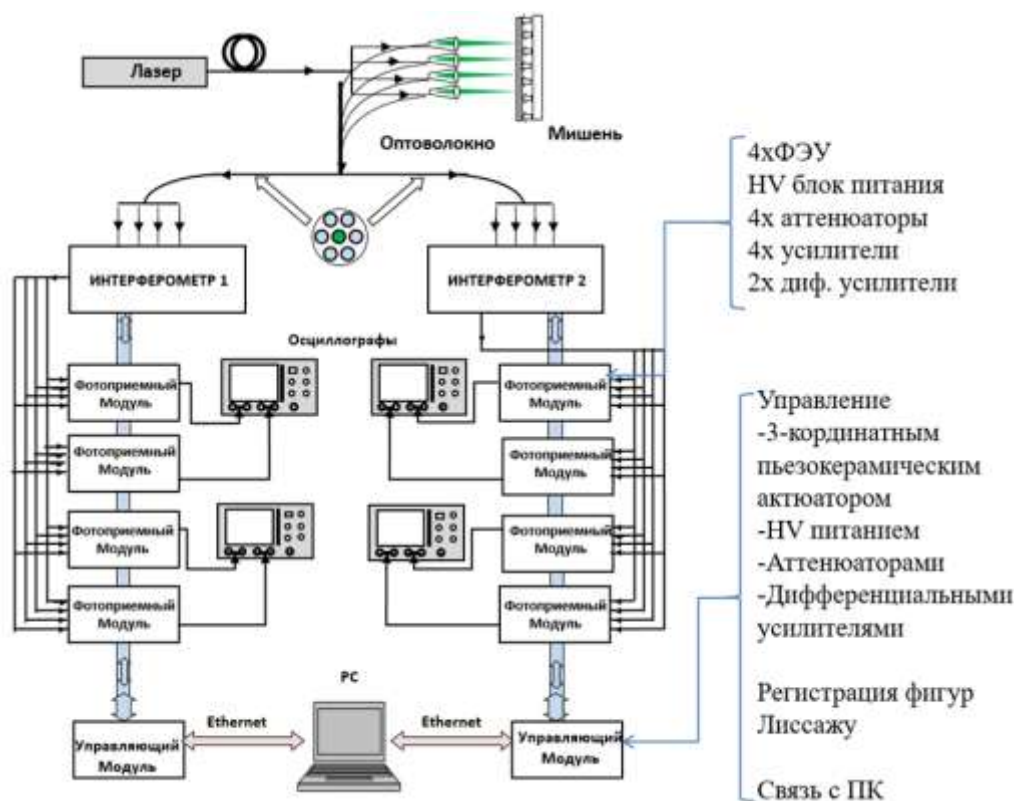 Лазер
Мишень
Оптоволокно
4хФЭУ
HV блок питания
4х аттенюаторы
4х усилители
2х диф. усилители
ИНТЕРФЕРОМЕТР 1
ИНТЕРФЕРОМЕТР 2
Осциллографы
Фотоприемный
Модуль
Фотоприемный
Модуль
Фотоприемный
Модуль
Фотоприемный
Модуль
Фотоприемный
Модуль
Фотоприемный
Модуль
Фотоприемный
Модуль
Фотоприемный
Модуль
Управление
-3-кординатным
пьезокерамическим
актюатором
-HV питанием
-Аттенюаторами
-Дифференциальными
усилителями
Регистрация фигур
Лиссажу
Связь с ПК
PC
Ethernet
Ethernet
Управляющий
Модуль
Управляющий
Модуль